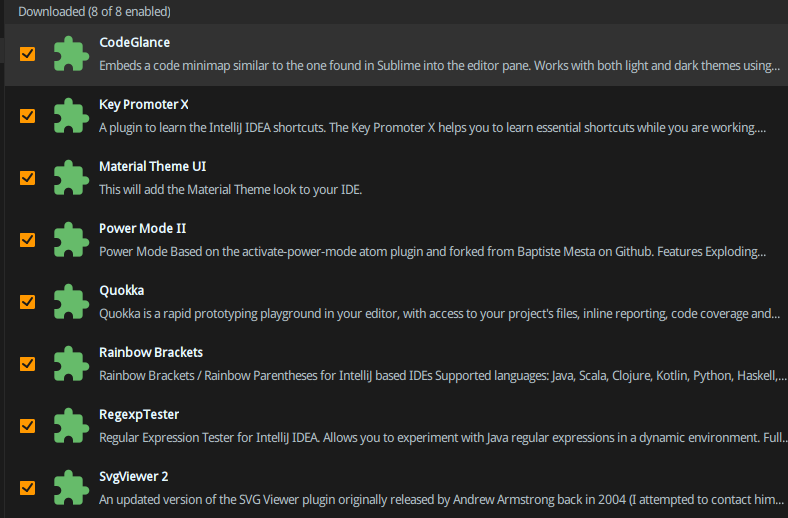 Downloaded (8 of 8 enabled)
CodeGlance
Embeds a code minimap similar to the one found in Sublime into the editor pane. Works with both light and dark themes using...
Key Promoter X
A plugin to learn the IntelliJ IDEA shortcuts. The Key Promoter X helps you to learn essential shortcuts while you are working....
Material Theme UI
This will add the Material Theme look to your IDE.
Power Mode II
Power Mode Based on the activate-power-mode atom plugin and forked from Baptiste Mesta on Github. Features Exploding...
Quokka
Quokka is a rapid prototyping playground in your editor, with access to your project's files, inline reporting, code coverage and...
Rainbow Brackets
Rainbow Brackets / Rainbow Parentheses for IntelliJ based IDEs Supported languages: Java, Scala, Clojure, Kotlin, Python, Haskell,...
RegexpTester
Regular Expression Tester for IntelliJ IDEA. Allows you to experiment with Java regular expressions in a dynamic environment. Full...
SvgViewer 2
An updated version of the SVG Viewer plugin originally released by Andrew Armstrong back in 2004 (I attempted to contact him...